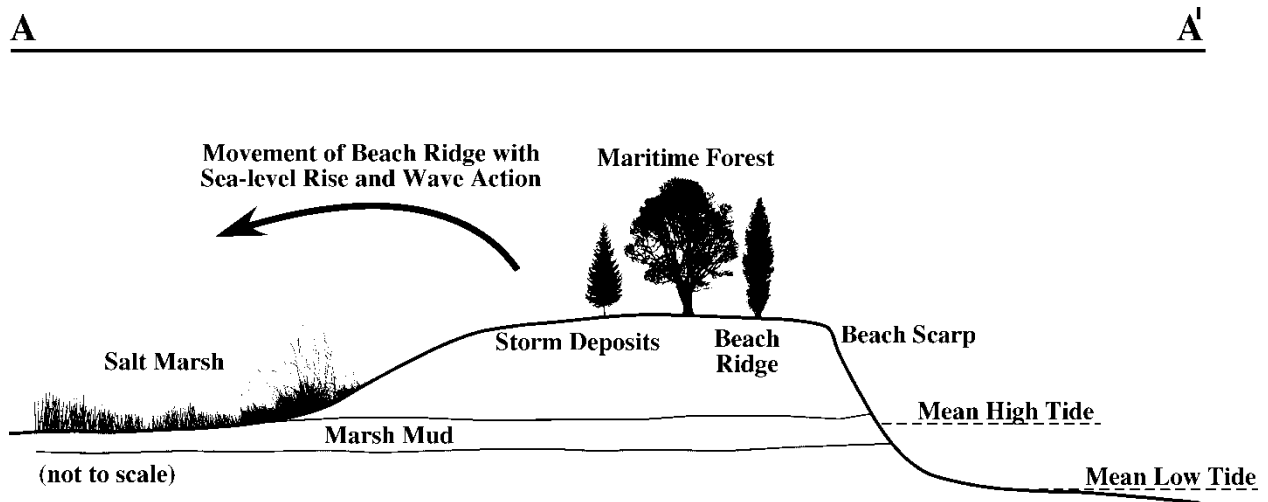 A A'
Movement of Beach Ridge with
Sea-level Rise and Wave Action
Maritime Forest
Salt Marsh
Storm Deposits
Beach
Ridge
Beach Scarp
Mean High Tide
Marsh Mud
(not to scale)
Mean Low Tide